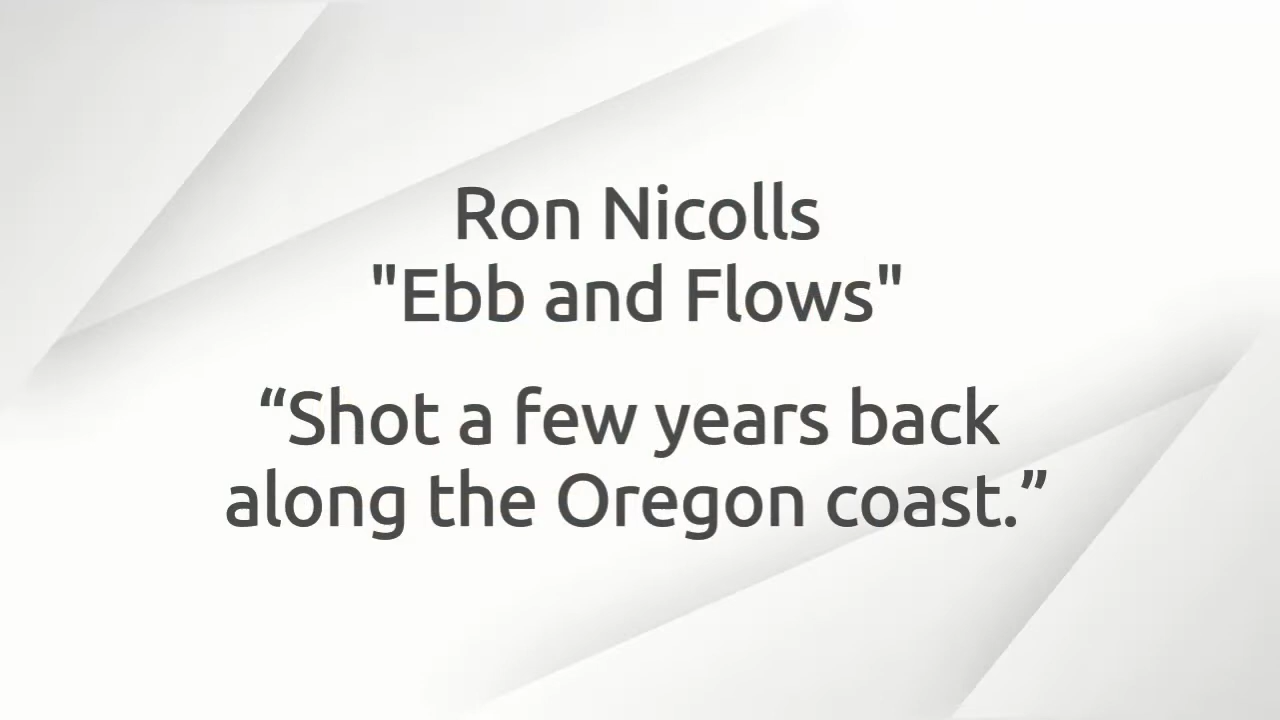 Ron Nicolls
"Ebb and Flows"
“Shot a few years back
along the Oregon coast.”